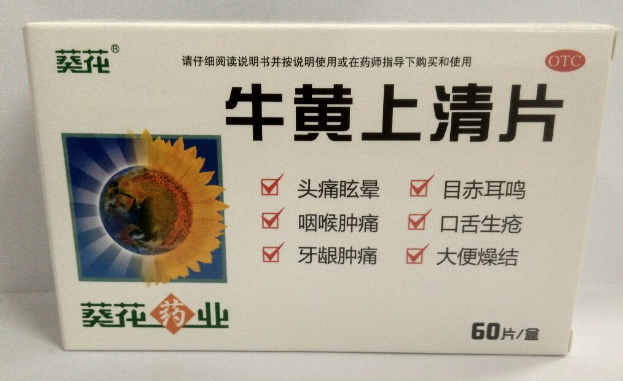 葵花®
请仔细阅读说明书并按说明使用或在药师指导下购买和使用
OTC
牛黄上清片
头痛眩晕 目赤耳鸣
咽喉肿痛 口舌生疮
牙龈肿痛 大便燥结
葵花药业
60片/盒